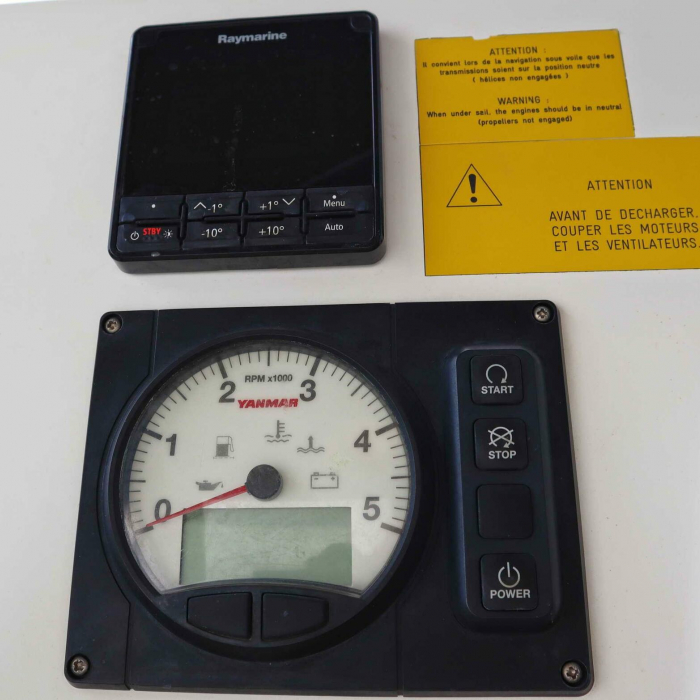 Raymarine
-1°
+1°
Menu
STBY
-10°
+10°
Auto
ATTENTION :
Il convient lors de la navigation sous voile que les
transmissions soient sur la position neutre
( hélices non engagées )
WARNING :
When under sail, the engines should be in neutral
(propellers not engaged)
ATTENTION
AVANT DE DECHARGER,
COUPER LES MOTEURS
ET LES VENTILATEURS.
RPM x1000
YANMAR
0
1
2
3
4
5
START
STOP
POWER